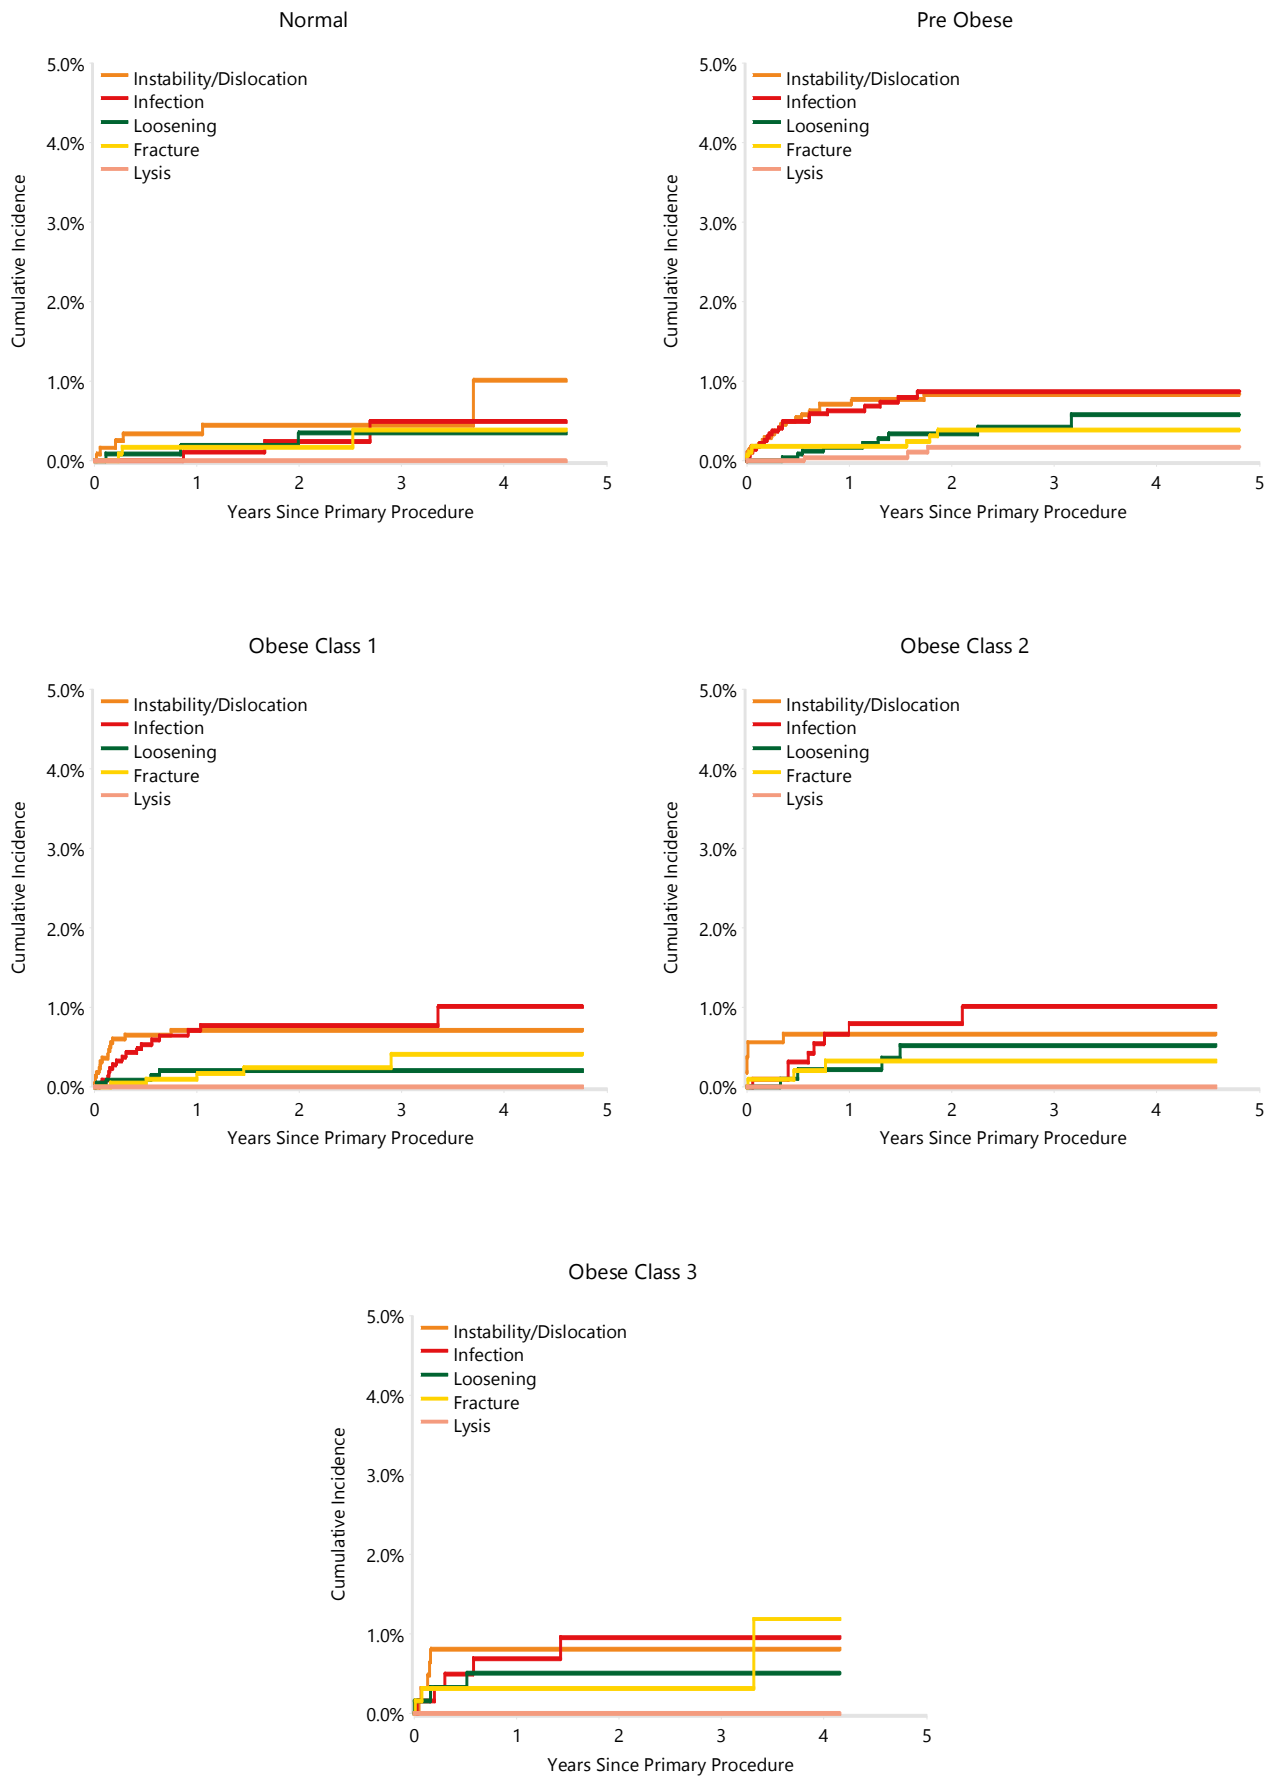 Normal
5.0%
4.0%
3.0%
2.0%
1.0%
0.0%
Cumulative Incidence
Instability/Dislocation
Infection
Loosening
Fracture
Lysis
0 1 2 3 4 5
Years Since Primary Procedure
Pre Obese
5.0%
4.0%
3.0%
2.0%
1.0%
0.0%
Cumulative Incidence
Instability/Dislocation
Infection
Loosening
Fracture
Lysis
0 1 2 3 4 5
Years Since Primary Procedure
Obese Class 1
5.0%
4.0%
3.0%
2.0%
1.0%
0.0%
Cumulative Incidence
Instability/Dislocation
Infection
Loosening
Fracture
Lysis
0 1 2 3 4 5
Years Since Primary Procedure
Obese Class 2
5.0%
4.0%
3.0%
2.0%
1.0%
0.0%
Cumulative Incidence
Instability/Dislocation
Infection
Loosening
Fracture
Lysis
0 1 2 3 4 5
Years Since Primary Procedure
Obese Class 3
5.0%
4.0%
3.0%
2.0%
1.0%
0.0%
Cumulative Incidence
Instability/Dislocation
Infection
Loosening
Fracture
Lysis
0 1 2 3 4 5
Years Since Primary Procedure